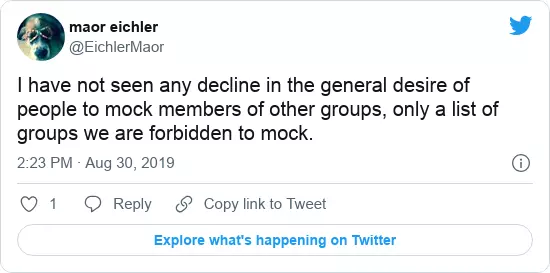 maor eichler
@EichlerMaor
I have not seen any decline in the general desire of
people to mock members of other groups, only a list of
groups we are forbidden to mock.
2:23 PM · Aug 30, 2019
1 Reply Copy link to Tweet
Explore what's happening on Twitter